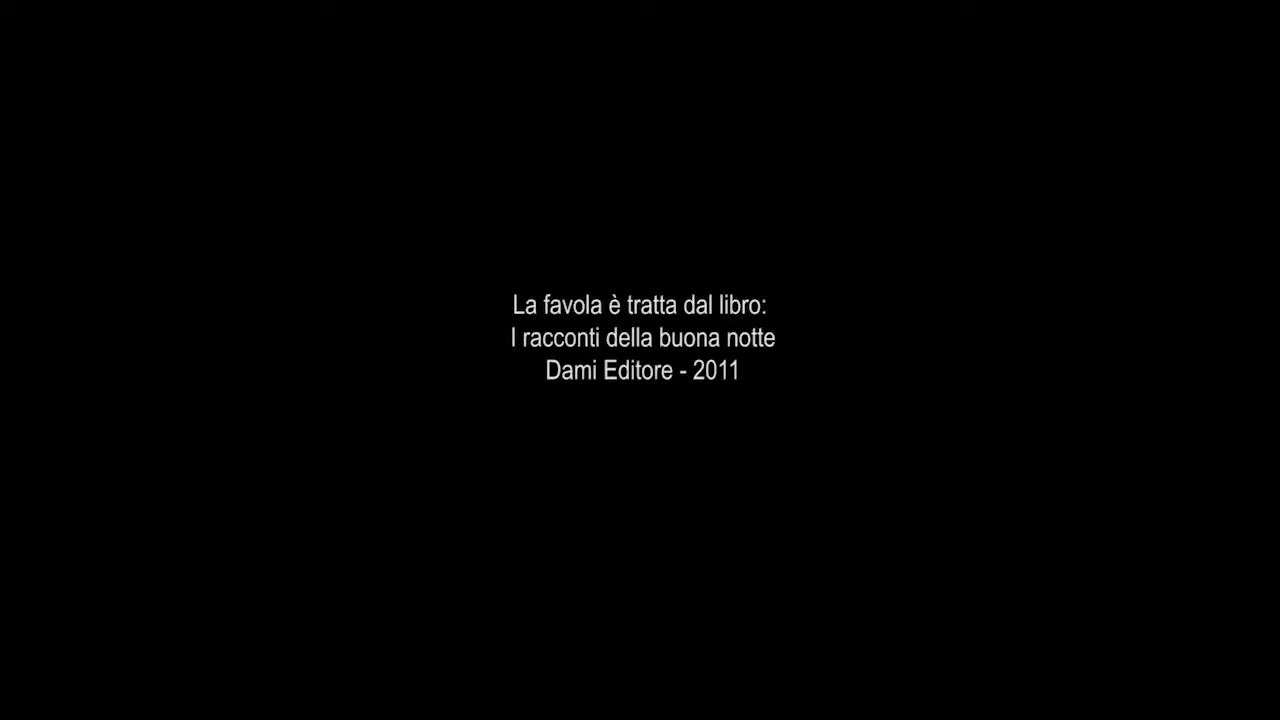 La favola è tratta dal libro:
I racconti della buona notte
Dami Editore - 2011